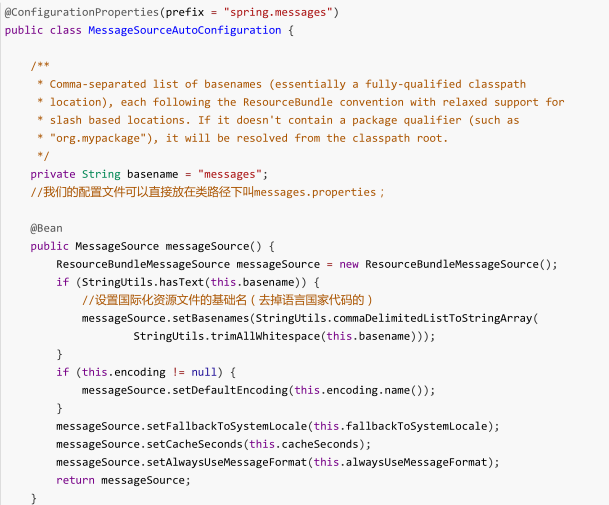 @ConfigurationProperties(prefix = "spring.messages")
public class MessageSourceAutoConfiguration {
/**
* Comma-separated list of basenames (essentially a fully-qualified classpath
* location), each following the ResourceBundle convention with relaxed support for
* slash based locations. If it doesn't contain a package qualifier (such as
* "org.mypackage"), it will be resolved from the classpath root.
*/
private String basename = "messages";
//我们的配置文件可以直接放在类路径下叫messages.properties；
@Bean
public MessageSource messageSource() {
ResourceBundleMessageSource messageSource = new ResourceBundleMessageSource();
if (StringUtils.hasText(this.basename)) {
//设置国际化资源文件的基础名（去掉语言国家代码的）
messageSource.setBasenames(StringUtils.commaDelimitedListToStringArray(
StringUtils.trimAllWhitespace(this.basename)));
}
if (this.encoding != null) {
messageSource.setDefaultEncoding(this.encoding.name());
}
messageSource.setFallbackToSystemLocale(this.fallbackToSystemLocale);
messageSource.setCacheSeconds(this.cacheSeconds);
messageSource.setAlwaysUseMessageFormat(this.alwaysUseMessageFormat);
return messageSource;
}